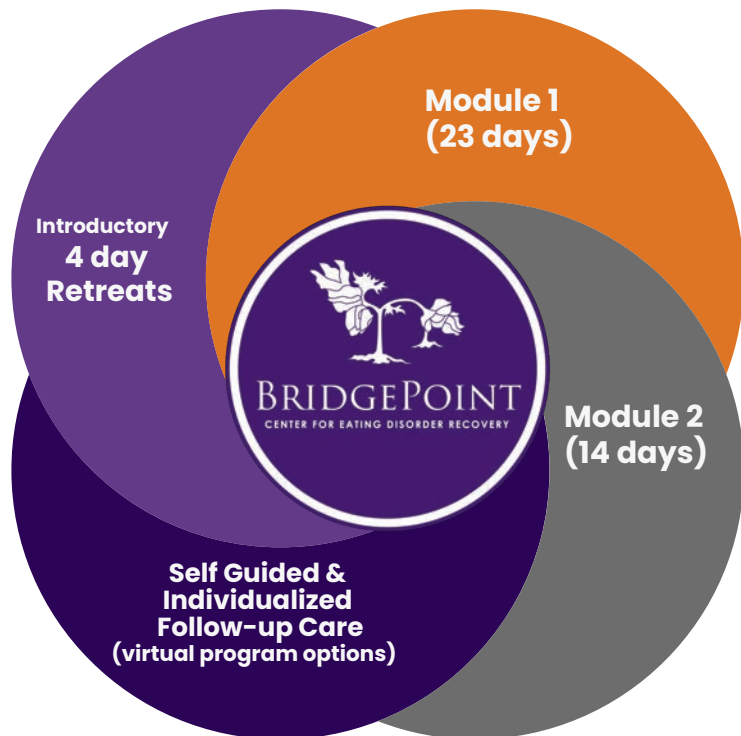 Module 1
(23 days)
Introductory
4 day
Retreats
BRIDGEPOINT
CENTER FOR EATING DISORDER RECOVERY
Module 2
(14 days)
Self Guided &
Individualized
Follow-up Care
(virtual program options)